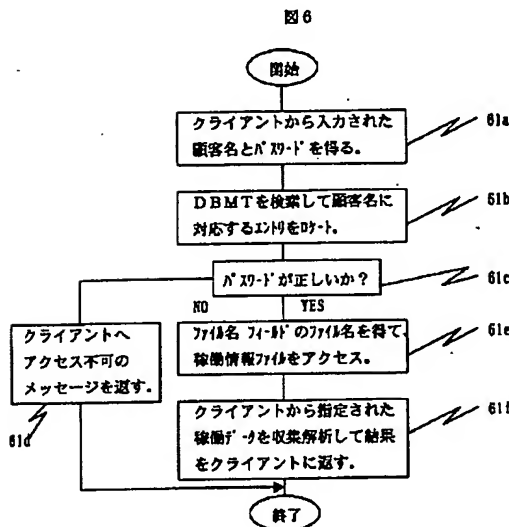 図6
開始
クライアントから入力された
顧客名とパスワードを得る。
61a
DBMTを検索して顧客名に
対応するエントリをロケート。
61b
パスワードが正しいか?
61c
NO
YES
クライアントへ
アクセス不可の
メッセージを返す。
61d
ファイル名 フィールドのファイル名を得て、
稼働情報ファイルをアクセス。
61e
クライアントから指定された
稼働データを収集解析して結果
をクライアントに返す。
61f
終了